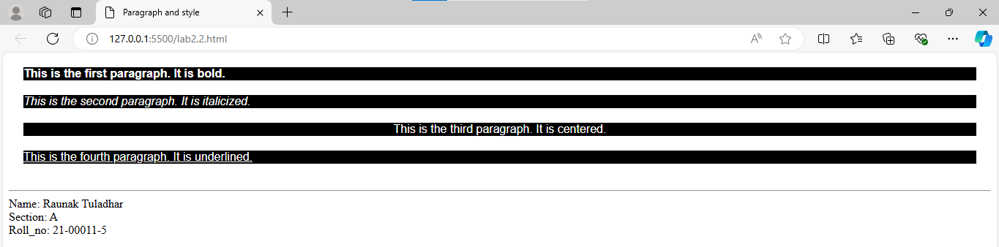 Paragraph and style
127.0.0.1:5500/lab2.2.html
This is the first paragraph. It is bold.
This is the second paragraph. It is italicized.
This is the third paragraph. It is centered.
This is the fourth paragraph. It is underlined.
Name: Raunak Tuladhar
Section: A
Roll_no: 21-00011-5